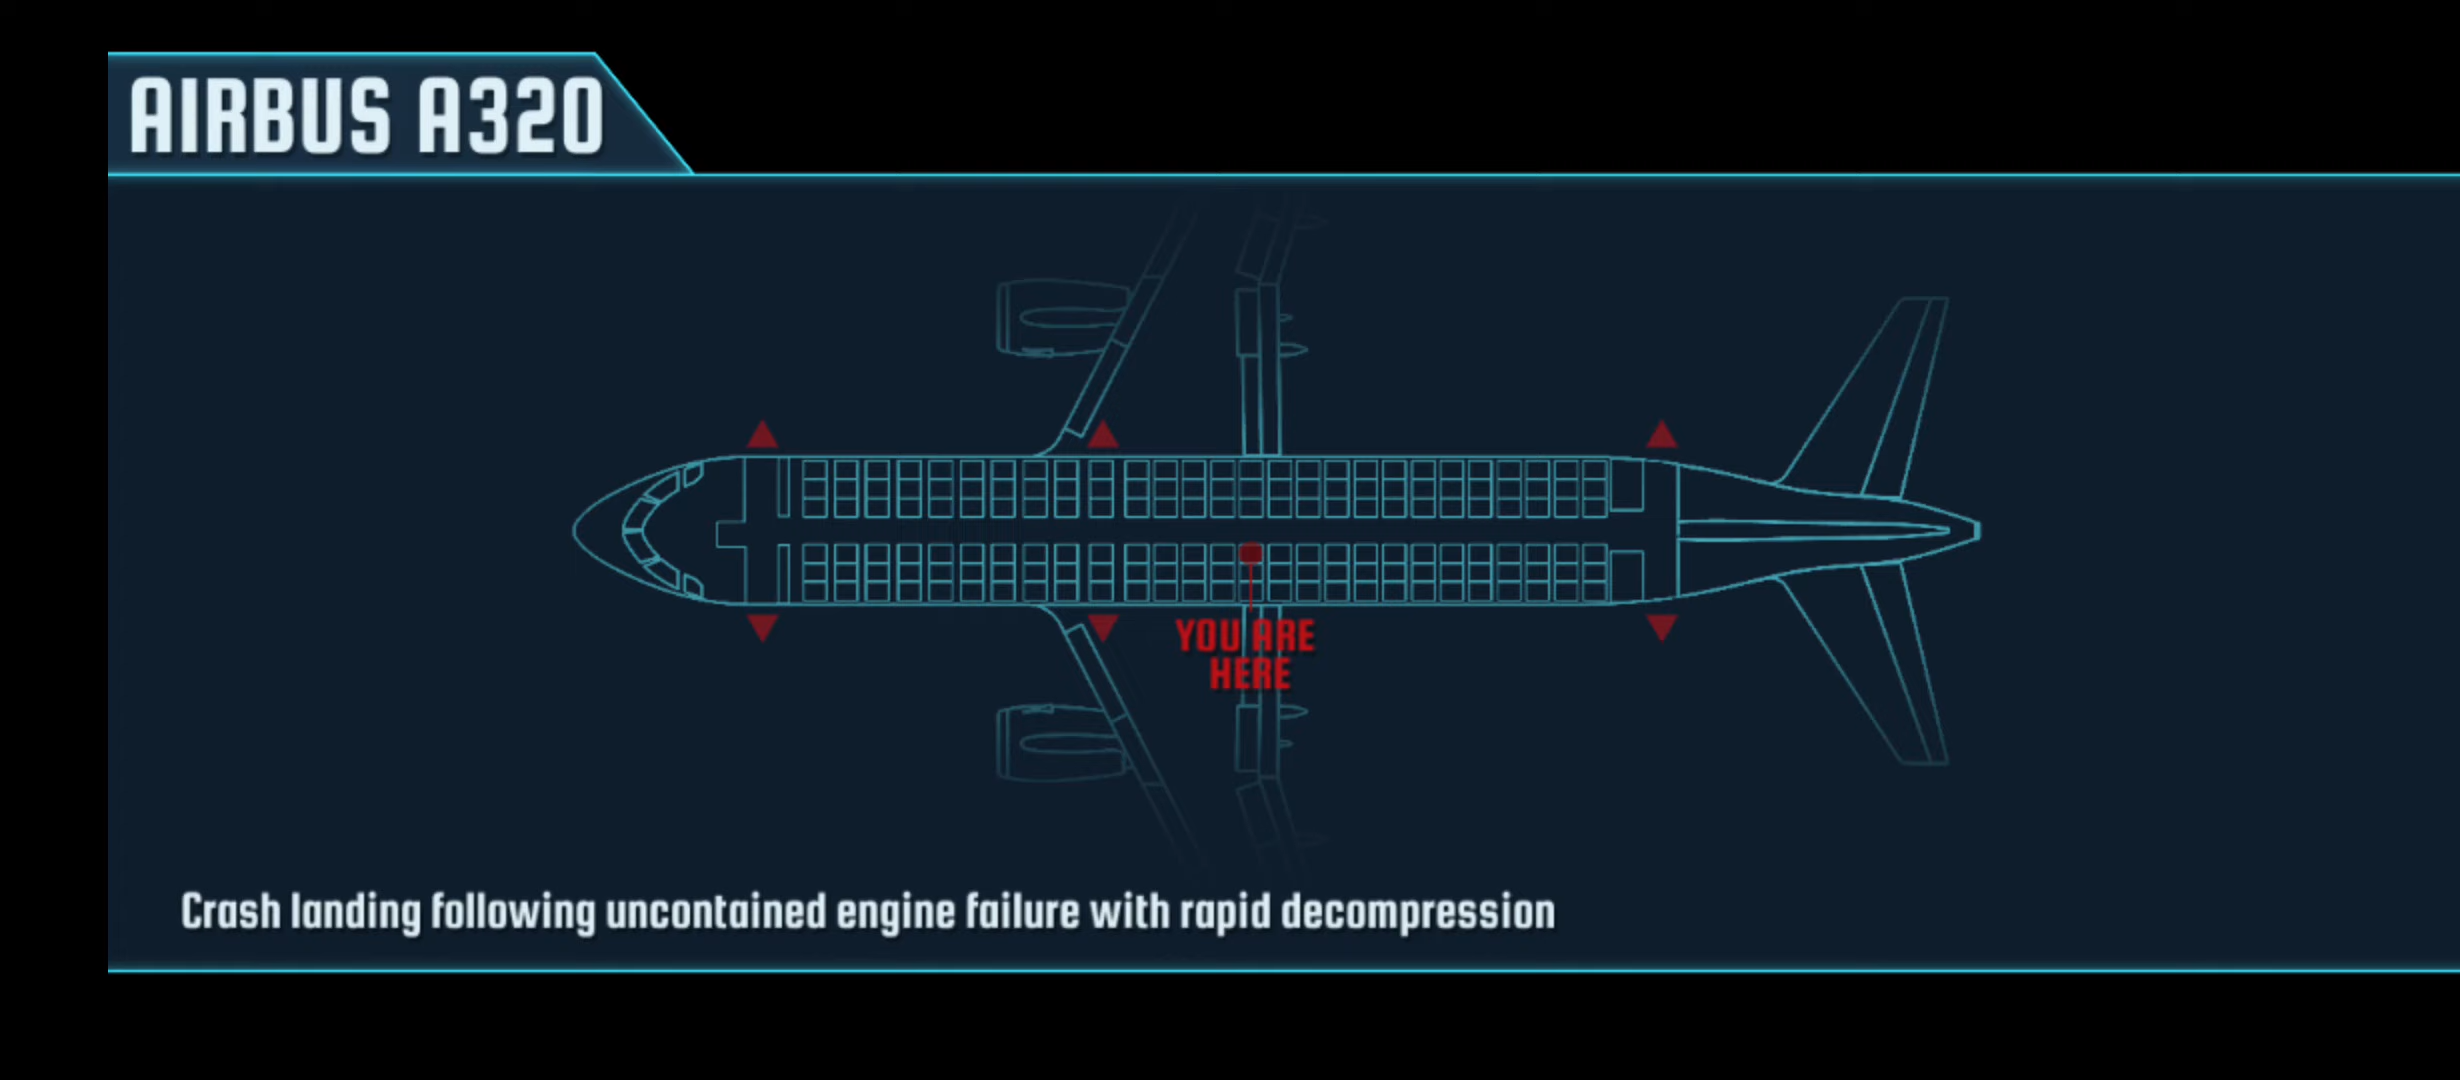 AIRBUS A320
YOU ARE
HERE
Crash landing following uncontained engine failure with rapid decompression